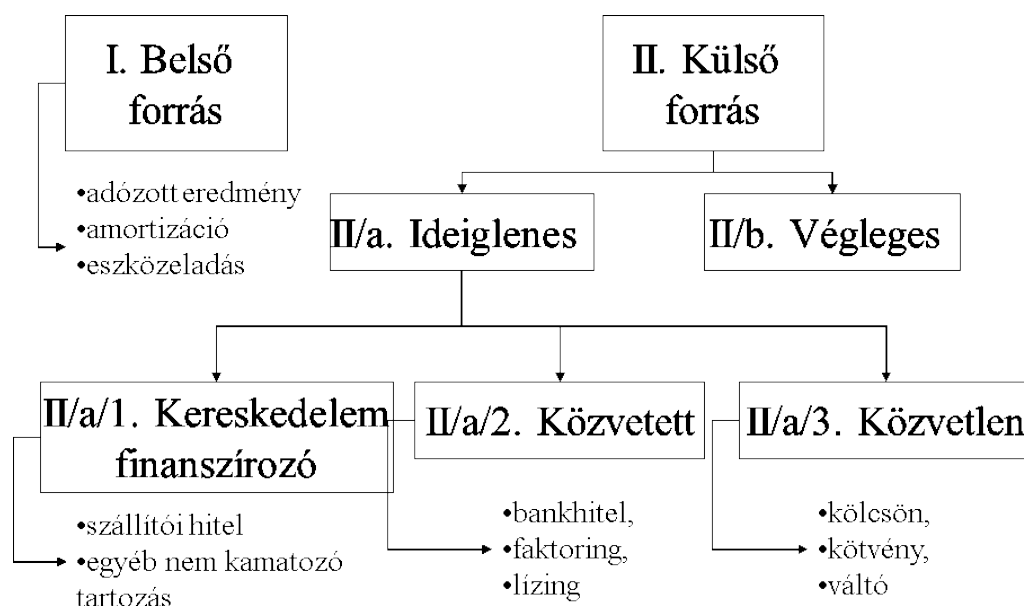 I. Belső
forrás
II. Külső
forrás
•adózott eredmény
•amortizáció
•eszközeladás
II/a. Ideiglenes
II/b. Végleges
II/a/1. Kereskedelem
finanszírozó
II/a/2. Közvetett
II/a/3. Közvetlen
•szállítói hitel
•egyéb nem kamatozó
tartozás
•bankhitel,
•faktoring,
•lízing
•kölcsön,
•kötvény,
•váltó